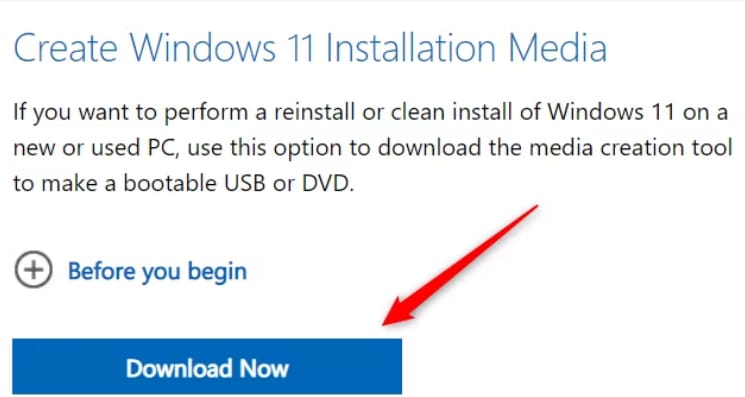 Create Windows 11 Installation Media
If you want to perform a reinstall or clean install of Windows 11 on a
new or used PC, use this option to download the media creation tool
to make a bootable USB or DVD.
Before you begin
Download Now